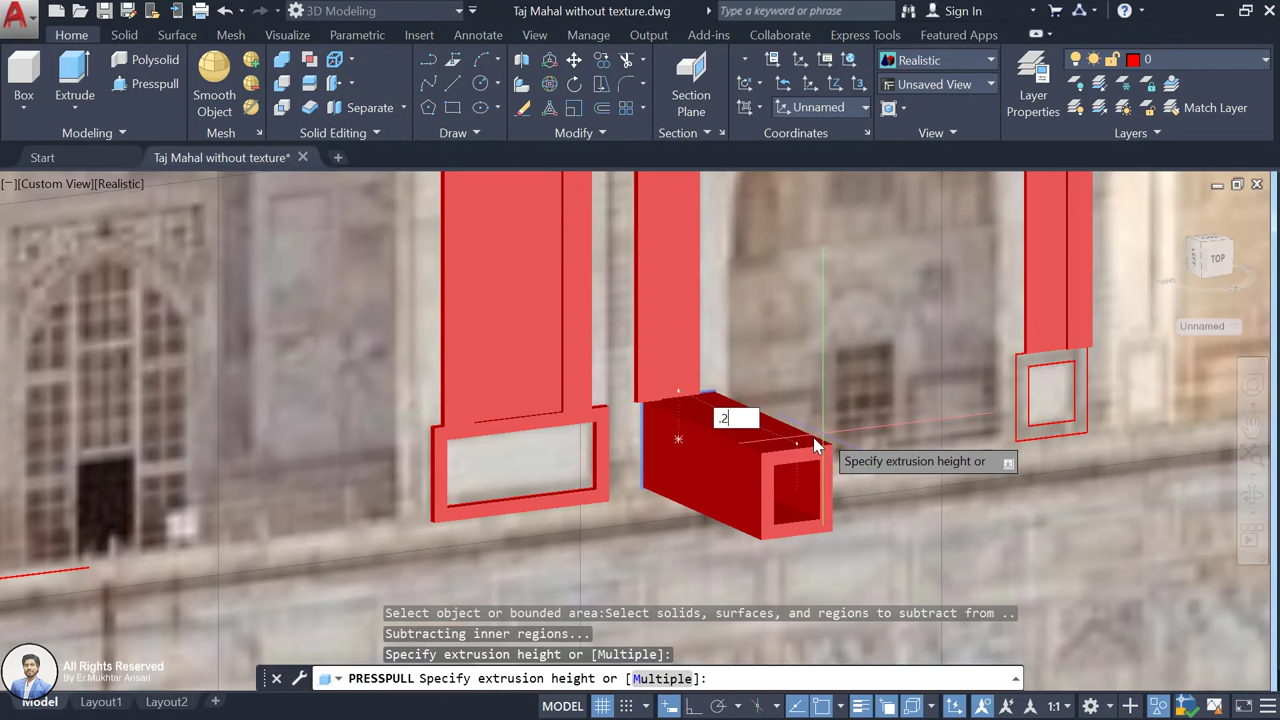 3D Modeling
Taj Mahal without texture.dwg
Type a keyword or phrase
Sign In
Home
Solid
Surface
Mesh
Visualize
Parametric
Insert
Annotate
View
Manage
Output
Add-ins
Collaborate
Express Tools
Featured Apps
Box
Extrude
Polysolid
Presspull
Smooth
Object
Separate
Section
Plane
Unnamed
Realistic
Unsaved View
Layer
Properties
0
Match Layer
Modeling
Mesh
Solid Editing
Draw
Modify
Section
Coordinates
View
Layers
Start
Taj Mahal without texture*
[−][Custom View][Realistic]
TOP
Unnamed
.2
Specify extrusion height or
Select object or bounded area:Select solids, surfaces, and regions to subtract from ..
Subtracting inner regions...
Specify extrusion height or [Multiple]:
PRESSPULL Specify extrusion height or [Multiple]:
All Rights Reserved
By Er.Mukhtar Ansari
Model
Layout1
Layout2
MODEL
1:1